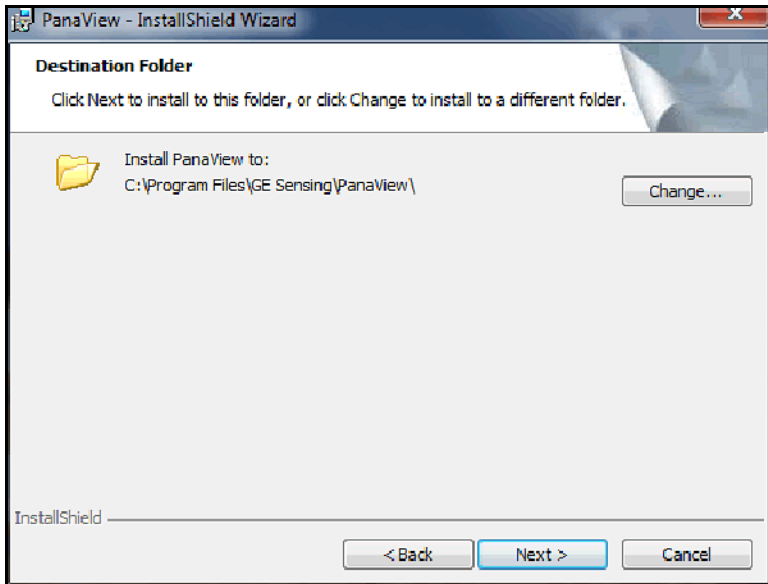 PanaView - InstallShield Wizard
Destination Folder
Click Next to install to this folder, or click Change to install to a different folder.
Install PanaView to:
C:\Program Files\GE Sensing\PanaView\
Change...
InstallShield
< Back
Next >
Cancel